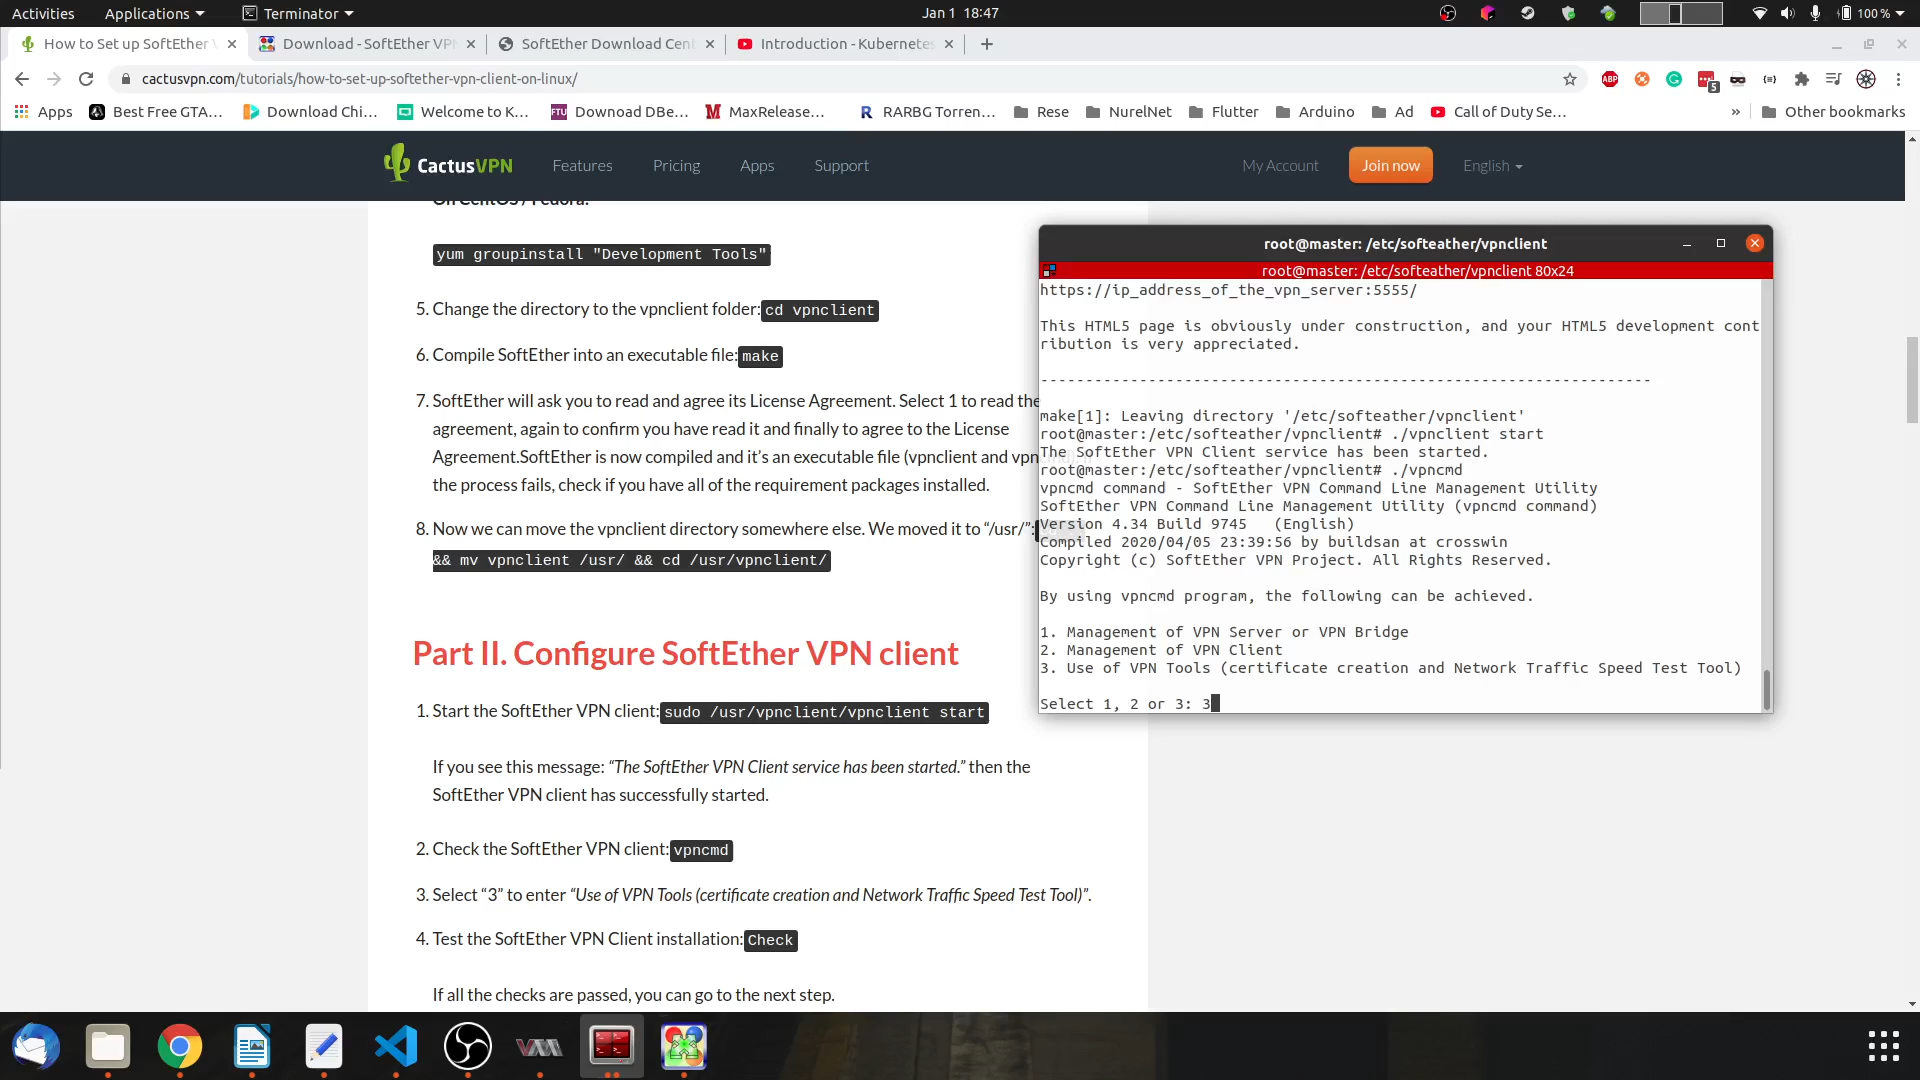 Activities Applications Terminator Jan 1 18:47 100 %
How to Set up SoftEther V Download - SoftEther VPN SoftEther Download Cent Introduction - Kubernetes
cactusvpn.com/tutorials/how-to-set-up-softether-vpn-client-on-linux/ ABP 5
Apps Best Free GTA… Download Chi… Welcome to K… FTU Downoad DBe… MaxRelease… R RARBG Torren… Rese NurelNet Flutter Arduino Ad Call of Duty Se… » Other bookmarks
CactusVPN Features Pricing Apps Support My Account Join now English
On CentOS / Fedora:
yum groupinstall "Development Tools"
5. Change the directory to the vpnclient folder: cd vpnclient
6. Compile SoftEther into an executable file: make
7. SoftEther will ask you to read and agree its License Agreement. Select 1 to read the
agreement, again to confirm you have read it and finally to agree to the License
Agreement.SoftEther is now compiled and it’s an executable file (vpnclient and vpn
the process fails, check if you have all of the requirement packages installed.
8. Now we can move the vpnclient directory somewhere else. We moved it to “/usr/”:
&& mv vpnclient /usr/ && cd /usr/vpnclient/
Part II. Configure SoftEther VPN client
1. Start the SoftEther VPN client: sudo /usr/vpnclient/vpnclient start
If you see this message: “The SoftEther VPN Client service has been started.” then the
SoftEther VPN client has successfully started.
2. Check the SoftEther VPN client: vpncmd
3. Select “3” to enter “Use of VPN Tools (certificate creation and Network Traffic Speed Test Tool)”.
4. Test the SoftEther VPN Client installation: Check
If all the checks are passed, you can go to the next step.
root@master: /etc/softeather/vpnclient
root@master: /etc/softeather/vpnclient 80x24
https://ip_address_of_the_vpn_server:5555/
This HTML5 page is obviously under construction, and your HTML5 development cont
ribution is very appreciated.
--------------------------------------------------------------------
make[1]: Leaving directory '/etc/softeather/vpnclient'
root@master:/etc/softeather/vpnclient# ./vpnclient start
The SoftEther VPN Client service has been started.
root@master:/etc/softeather/vpnclient# ./vpncmd
vpncmd command - SoftEther VPN Command Line Management Utility
SoftEther VPN Command Line Management Utility (vpncmd command)
Version 4.34 Build 9745   (English)
Compiled 2020/04/05 23:39:56 by buildsan at crosswin
Copyright (c) SoftEther VPN Project. All Rights Reserved.
By using vpncmd program, the following can be achieved.
1. Management of VPN Server or VPN Bridge
2. Management of VPN Client
3. Use of VPN Tools (certificate creation and Network Traffic Speed Test Tool)
Select 1, 2 or 3: 3